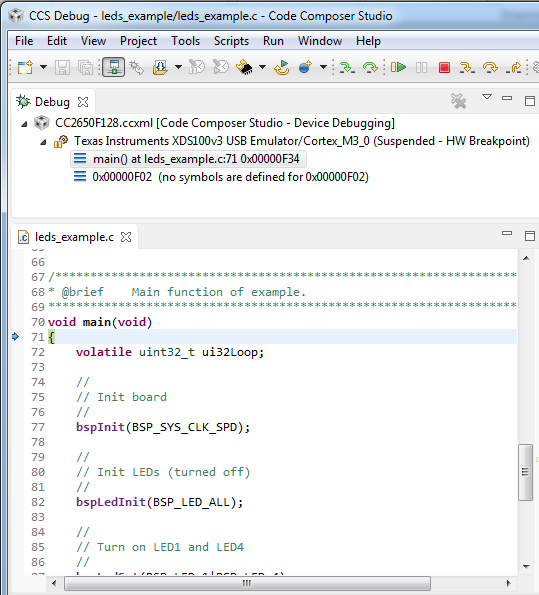 CCS Debug - leds_example/leds_example.c - Code Composer Studio
File Edit View Project Tools Scripts Run Window Help
Debug
CC2650F128.ccxml [Code Composer Studio - Device Debugging]
Texas Instruments XDS100v3 USB Emulator/Cortex_M3_0 (Suspended - HW Breakpoint)
main() at leds_example.c:71 0x00000F34
0x00000F02 (no symbols are defined for 0x00000F02)
leds_example.c
66
67 /******************************************************************
68 * @brief    Main function of example.
69 *******************************************************************
70 void main(void)
71 {
72     volatile uint32_t ui32Loop;
73
74     //
75     // Init board
76     //
77     bspInit(BSP_SYS_CLK_SPD);
78
79     //
80     // Init LEDs (turned off)
81     //
82     bspLedInit(BSP_LED_ALL);
83
84     //
85     // Turn on LED1 and LED4
86     //